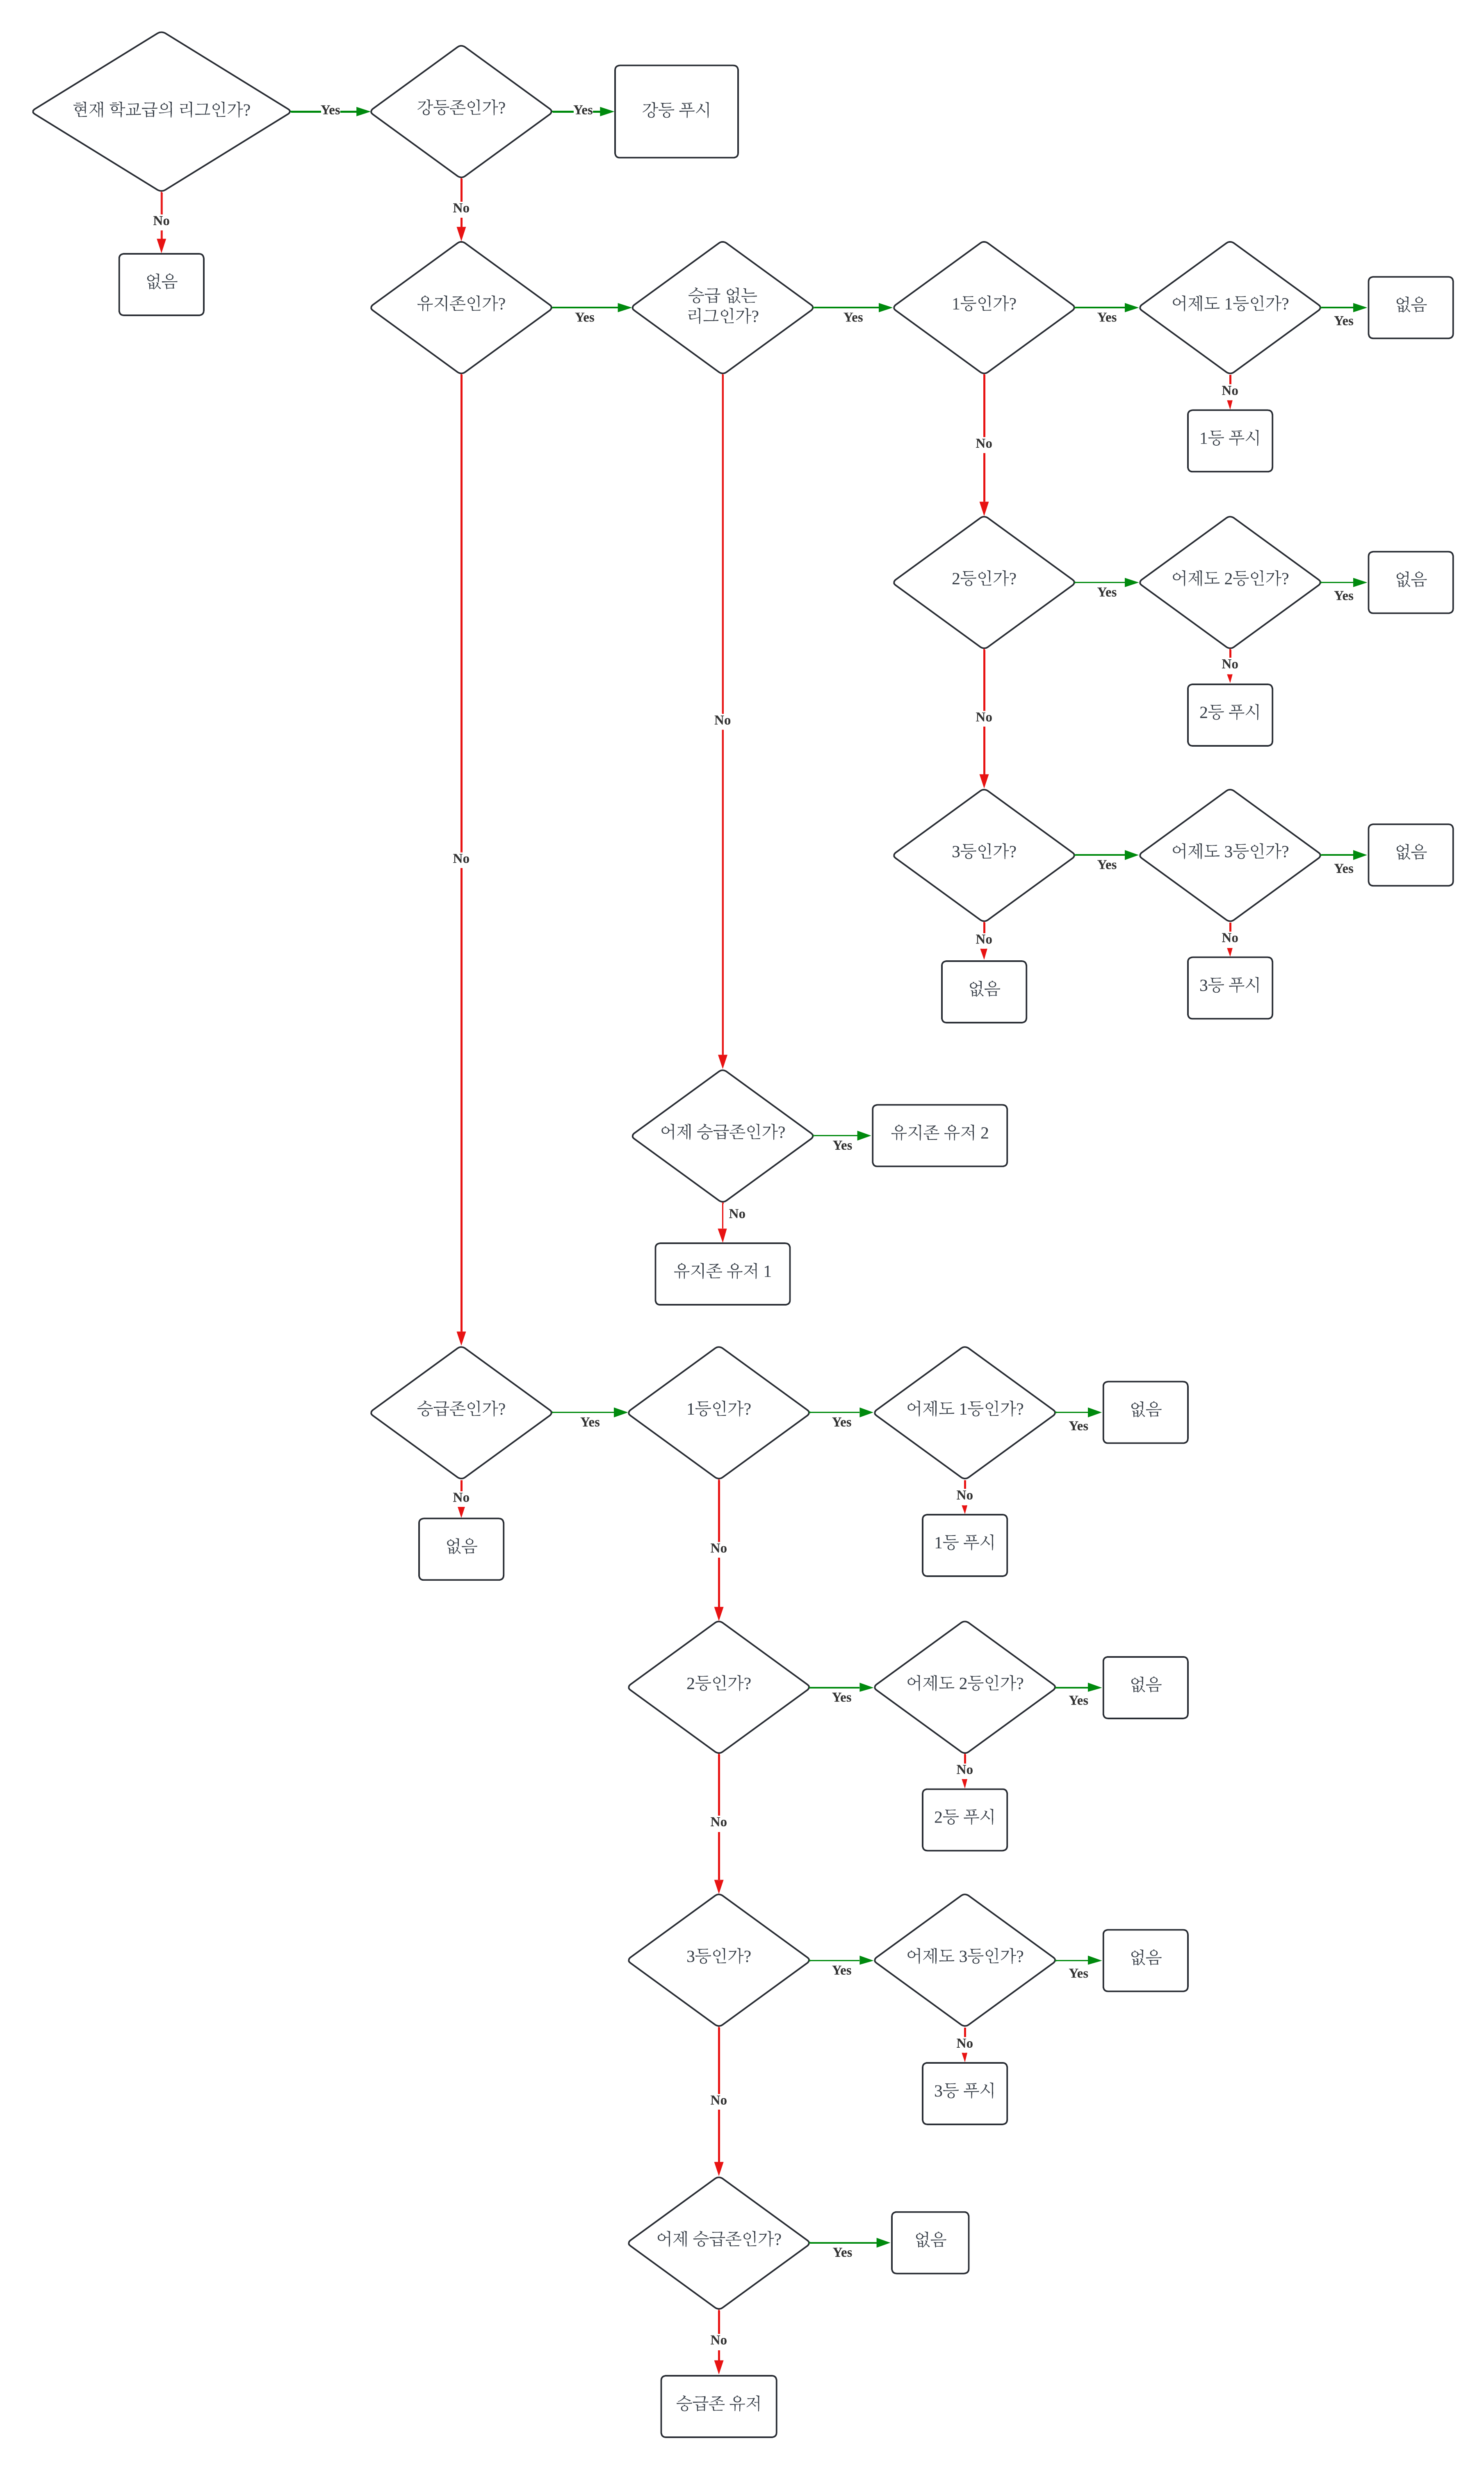 현재 학교급의 리그인가?
Yes
강등존인가?
Yes
강등 푸시
No
없음
No
유지존인가?
Yes
승급 없는
리그인가?
Yes
1등인가?
Yes
어제도 1등인가?
Yes
없음
No
1등 푸시
No
2등인가?
Yes
어제도 2등인가?
Yes
없음
No
2등 푸시
No
3등인가?
Yes
어제도 3등인가?
Yes
없음
No
3등 푸시
No
없음
No
어제 승급존인가?
Yes
유지존 유저 2
No
유지존 유저 1
No
승급존인가?
Yes
1등인가?
Yes
어제도 1등인가?
Yes
없음
No
없음
No
1등 푸시
No
2등인가?
Yes
어제도 2등인가?
Yes
없음
No
2등 푸시
No
3등인가?
Yes
어제도 3등인가?
Yes
없음
No
3등 푸시
No
어제 승급존인가?
Yes
없음
No
승급존 유저